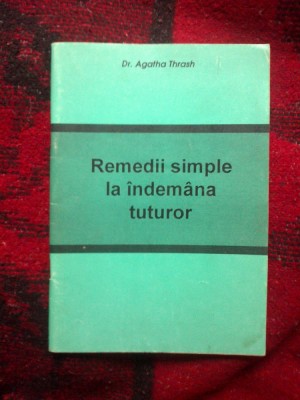 Dr. Agatha Thrash
Remedii simple
la îndemâna
tuturor